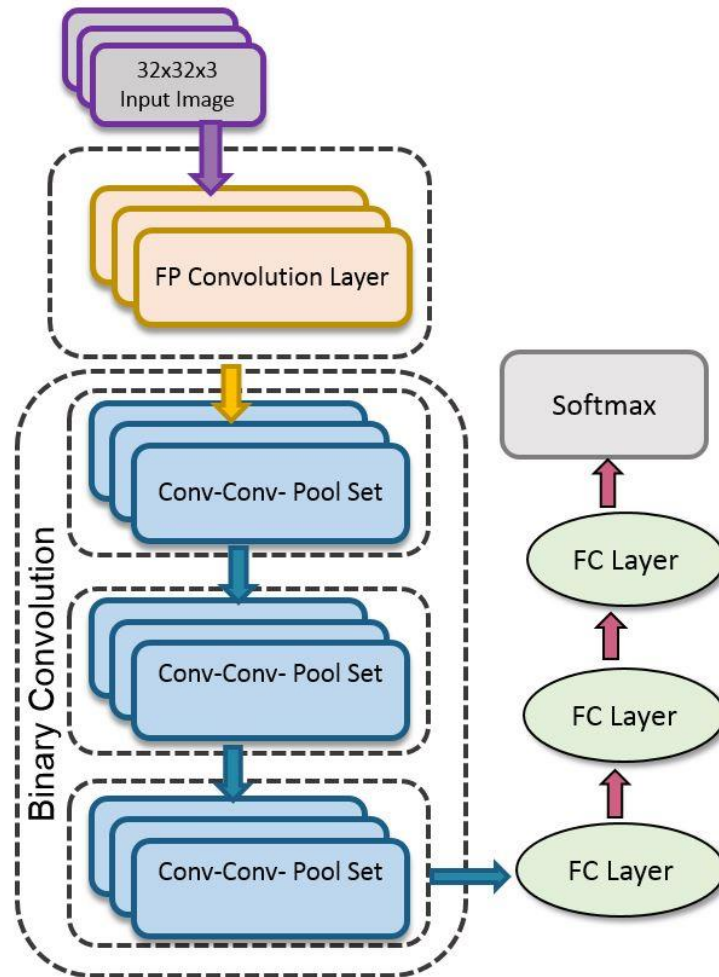 32x32x3
Input Image
FP Convolution Layer
Binary Convolution
Conv-Conv- Pool Set
Conv-Conv- Pool Set
Conv-Conv- Pool Set
FC Layer
FC Layer
FC Layer
Softmax